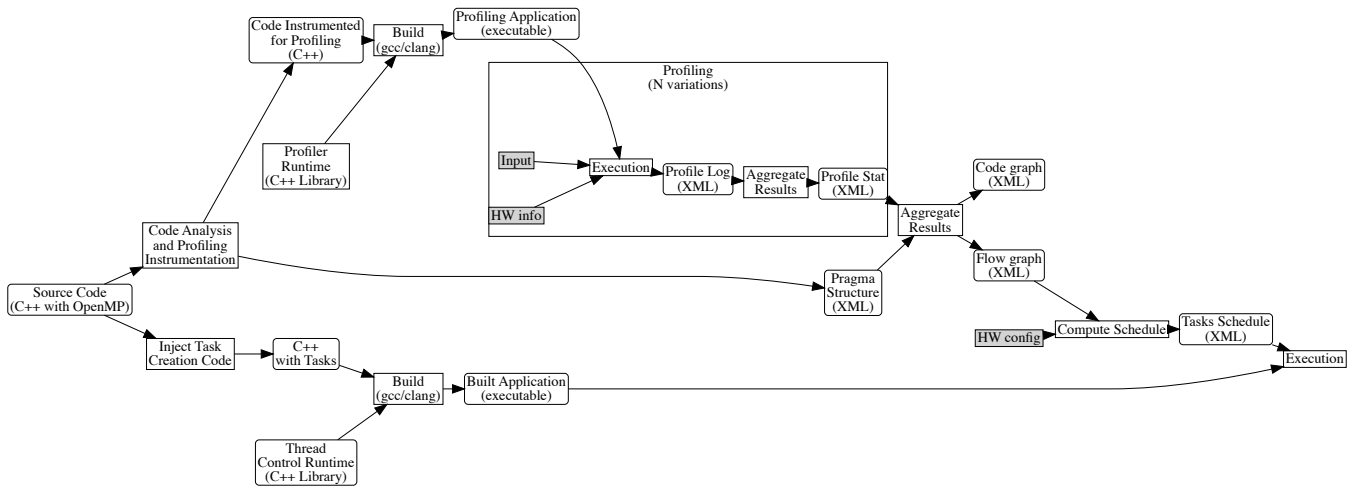 Code Instrumented
for Profiling
(C++)
Build
(gcc/clang)
Profiling Application
(executable)
Profiling
(N variations)
Profiler
Runtime
(C++ Library)
Input
HW info
Execution
Profile Log
(XML)
Aggregate
Results
Profile Stat
(XML)
Code graph
(XML)
Aggregate
Results
Code Analysis
and Profiling
Instrumentation
Flow graph
(XML)
Source Code
(C++ with OpenMP)
Pragma
Structure
(XML)
Inject Task
Creation Code
C++
with Tasks
HW config
Compute Schedule
Tasks Schedule
(XML)
Execution
Build
(gcc/clang)
Built Application
(executable)
Thread
Control Runtime
(C++ Library)